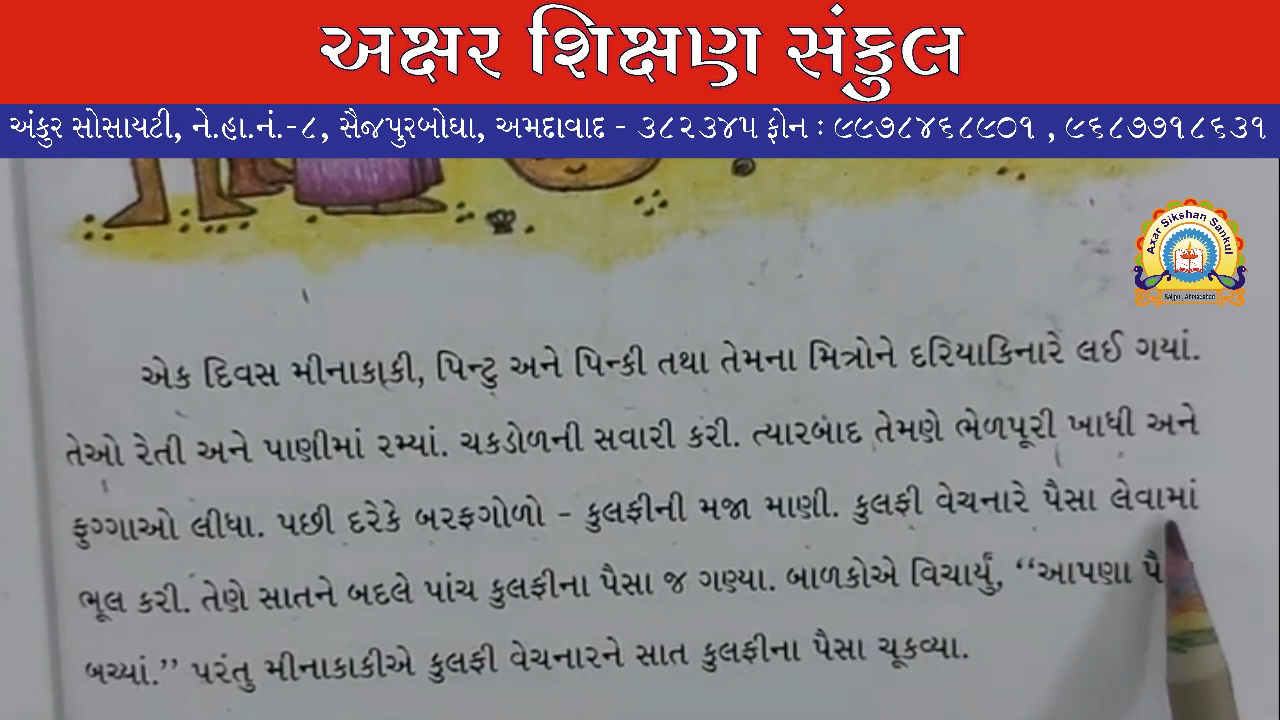 અક્ષર શિક્ષણ સંકુલ
અંકુર સોસાયટી, ને.હા.નં.-૮, સૈજપુરબોઘા, અમદાવાદ - ૩૮૨૩૪૫ ફોન : ૯૯૭૮૪૬૮૯૦૧ , ૯૬૮૭૭૧૮૬૩૧
Axar Sikshan Sankul
Saijpur, Ahmedabad
એક દિવસ મીનાકાકી, પિન્ટુ અને પિન્કી તથા તેમના મિત્રોને દરિયાકિનારે લઈ ગયાં.
તેઓ રેતી અને પાણીમાં રમ્યાં. ચકડોળની સવારી કરી. ત્યારબાદ તેમણે ભેળપૂરી ખાધી અને
ફુગ્ગાઓ લીધા. પછી દરેકે બરફગોળો - કુલફીની મજા માણી. કુલફી વેચનારે પૈસા લેવામાં
ભૂલ કરી. તેણે સાતને બદલે પાંચ કુલફીના પૈસા જ ગણ્યા. બાળકોએ વિચાર્યું, “આપણા પૈ
બચ્યાં.” પરંતુ મીનાકાકીએ કુલફી વેચનારને સાત કુલફીના પૈસા ચૂકવ્યા.